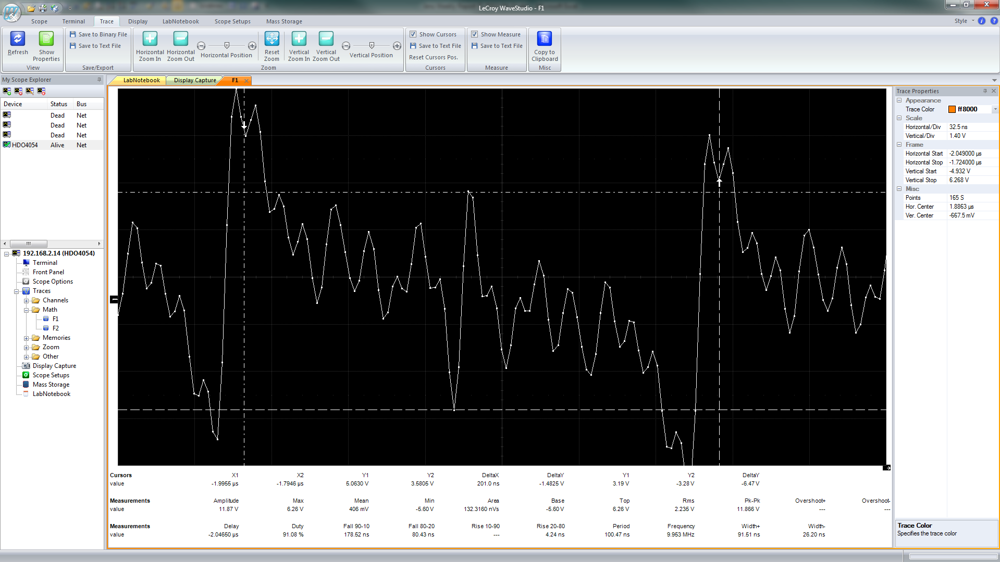 LeCroy WaveStudio - F1
Scope Terminal Trace Display LabNotebook Scope Setups Mass Storage Style
Refresh
Show Properties
View
Save to Binary File
Save to Text File
Save/Export
Horizontal Zoom In
Horizontal Zoom Out
Horizontal Position
Reset Zoom
Vertical Zoom In
Vertical Zoom Out
Vertical Position
Zoom
Show Cursors
Save to Text File
Reset Cursors Pos.
Cursors
Show Measure
Save to Text File
Measure
Copy to Clipboard
Misc
My Scope Explorer
Device Status Bus
Dead Net
Dead Net
Dead Net
HDO4054 Alive Net
192.168.2.14 (HDO4054)
Terminal
Front Panel
Scope Options
Traces
Channels
Math
F1
F2
Memories
Zoom
Other
Display Capture
Scope Setups
Mass Storage
LabNotebook
LabNotebook Display Capture F1
Cursors X1 X2 Y1 Y2 DeltaX DeltaY Y1 Y2 DeltaY
value -1.9955 µs -1.7946 µs 5.0630 V 3.5805 V 201.0 ns -1.4825 V 3.19 V -3.28 V -6.47 V
Measurements Amplitude Max Mean Min Area Base Top Rms Pk-Pk Overshoot+ Overshoot-
value 11.87 V 6.26 V 406 mV -5.60 V 132.3160 nVs -5.60 V 6.26 V 2.235 V 11.866 V --- ---
Measurements Delay Duty Fall 90-10 Fall 80-20 Rise 10-90 Rise 20-80 Period Frequency Width+ Width-
value -2.04650 µs 91.08 % 178.52 ns 80.43 ns --- 4.24 ns 100.47 ns 9.953 MHz 91.51 ns 26.20 ns
Trace Properties
Appearance
Trace Color ff8000
Scale
Horizontal/Div 32.5 ns
Vertical/Div 1.40 V
Frame
Horizontal Start -2.049000 µs
Horizontal Stop -1.724000 µs
Vertical Start -4.932 V
Vertical Stop 6.268 V
Misc
Points 165 S
Hor. Center 1.8863 µs
Ver. Center -667.5 mV
Trace Color
Specifies the trace color